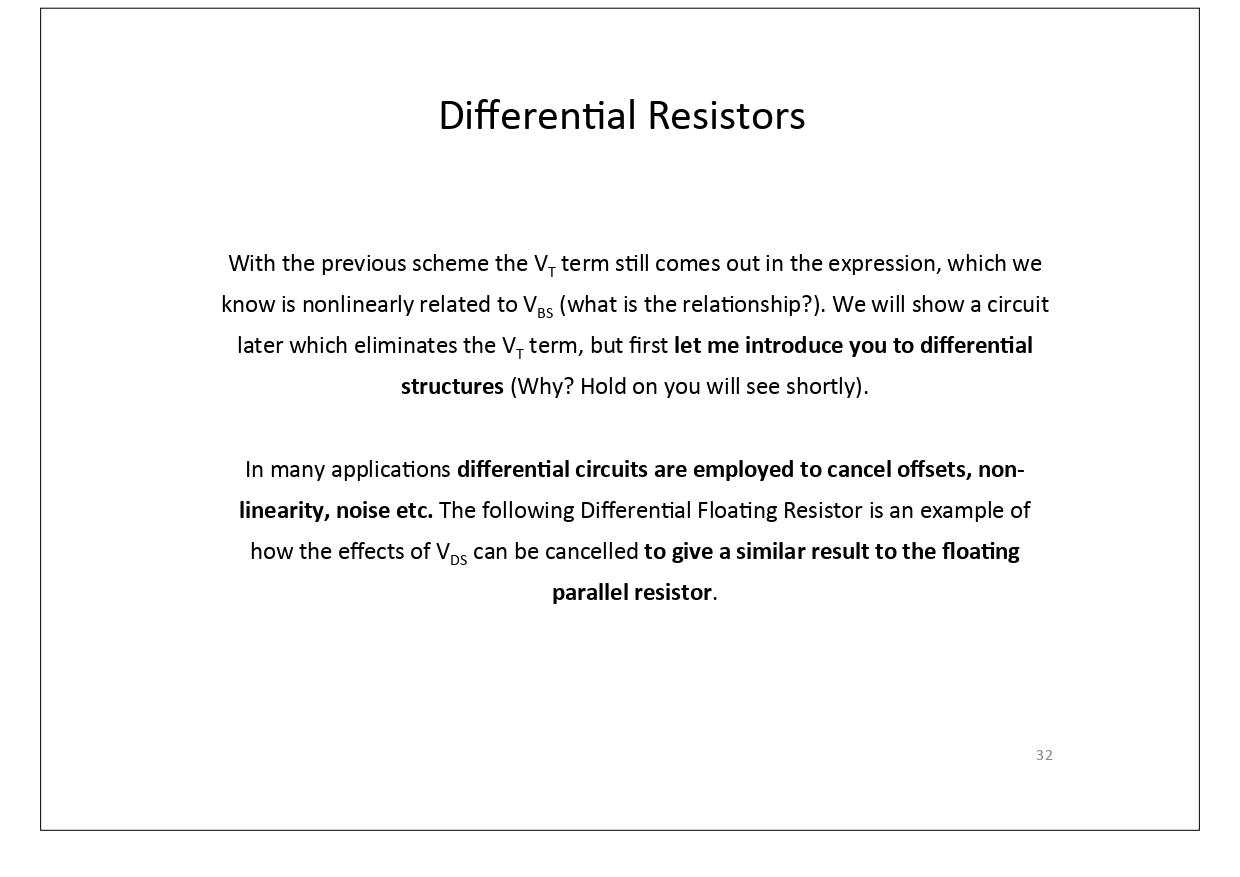 Differential Resistors
With the previous scheme the V_T term still comes out in the expression, which we
know is nonlinearly related to V_BS (what is the relationship?). We will show a circuit
later which eliminates the V_T term, but first let me introduce you to differential
structures (Why? Hold on you will see shortly).
In many applications differential circuits are employed to cancel offsets, non-
linearity, noise etc. The following Differential Floating Resistor is an example of
how the effects of V_DS can be cancelled to give a similar result to the floating
parallel resistor.
32